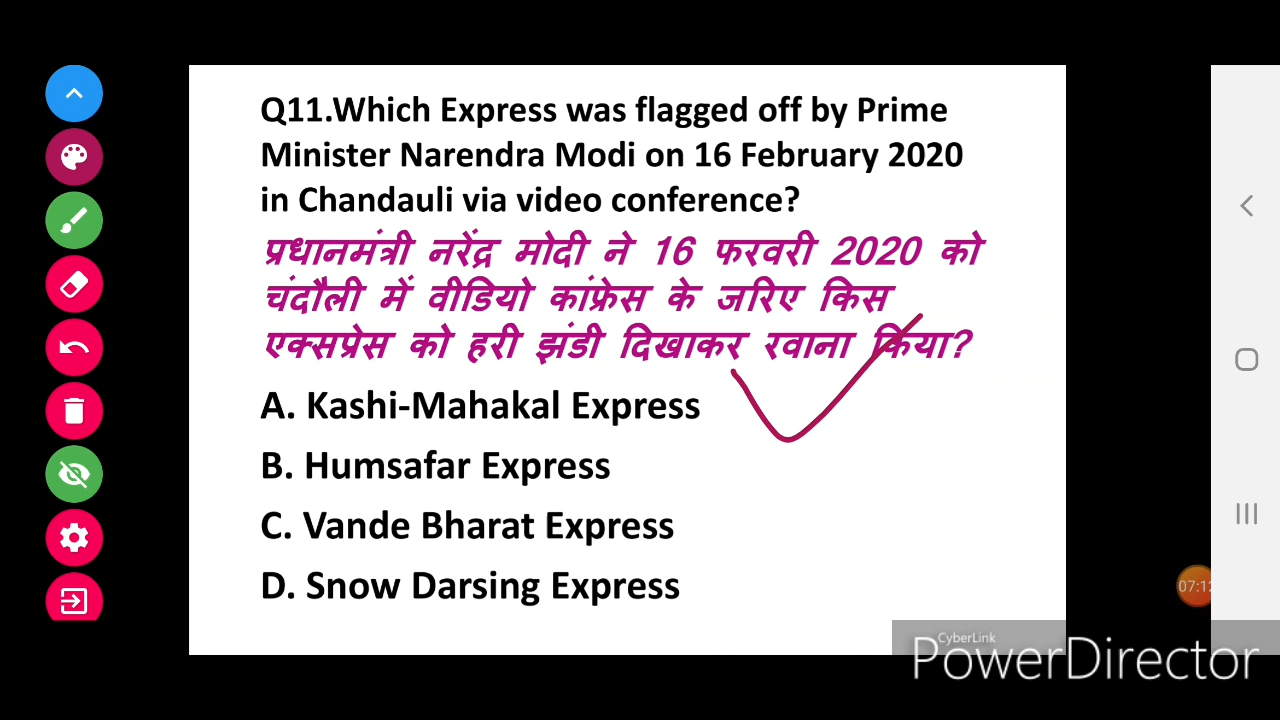 Q11.Which Express was flagged off by Prime
Minister Narendra Modi on 16 February 2020
in Chandauli via video conference?
प्रधानमंत्री नरेंद्र मोदी ने 16 फरवरी 2020 को
चंदौली में वीडियो कांफ्रेस के जरिए किस
एक्सप्रेस को हरी झंडी दिखाकर रवाना किया?
A. Kashi-Mahakal Express
B. Humsafar Express
C. Vande Bharat Express
D. Snow Darsing Express
07:12
CyberLink
PowerDirector